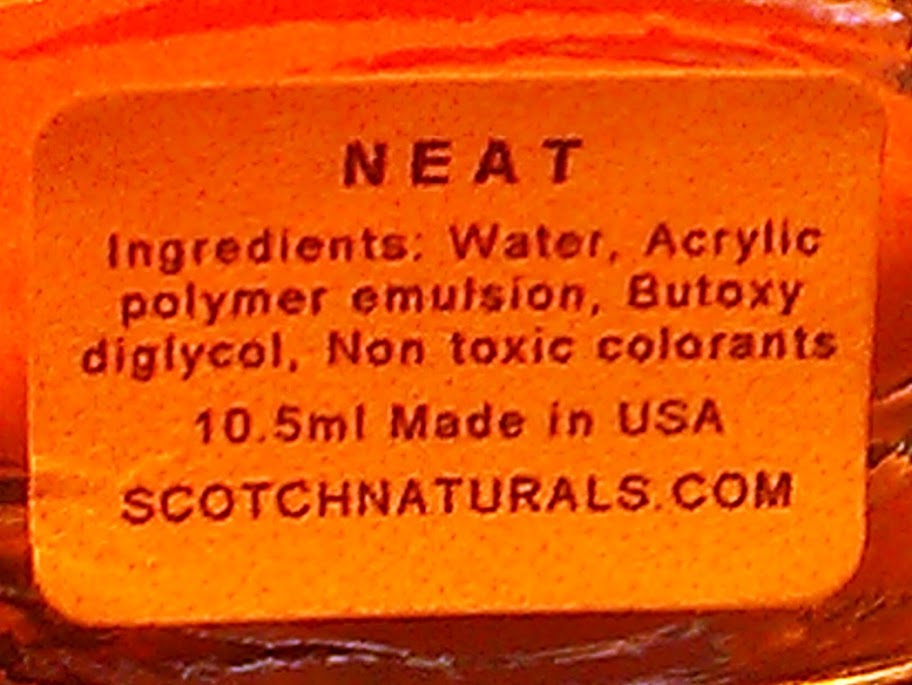 NEAT
Ingredients: Water, Acrylic
polymer emulsion, Butoxy
diglycol, Non toxic colorants
10.5ml Made in USA
SCOTCHNATURALS.COM